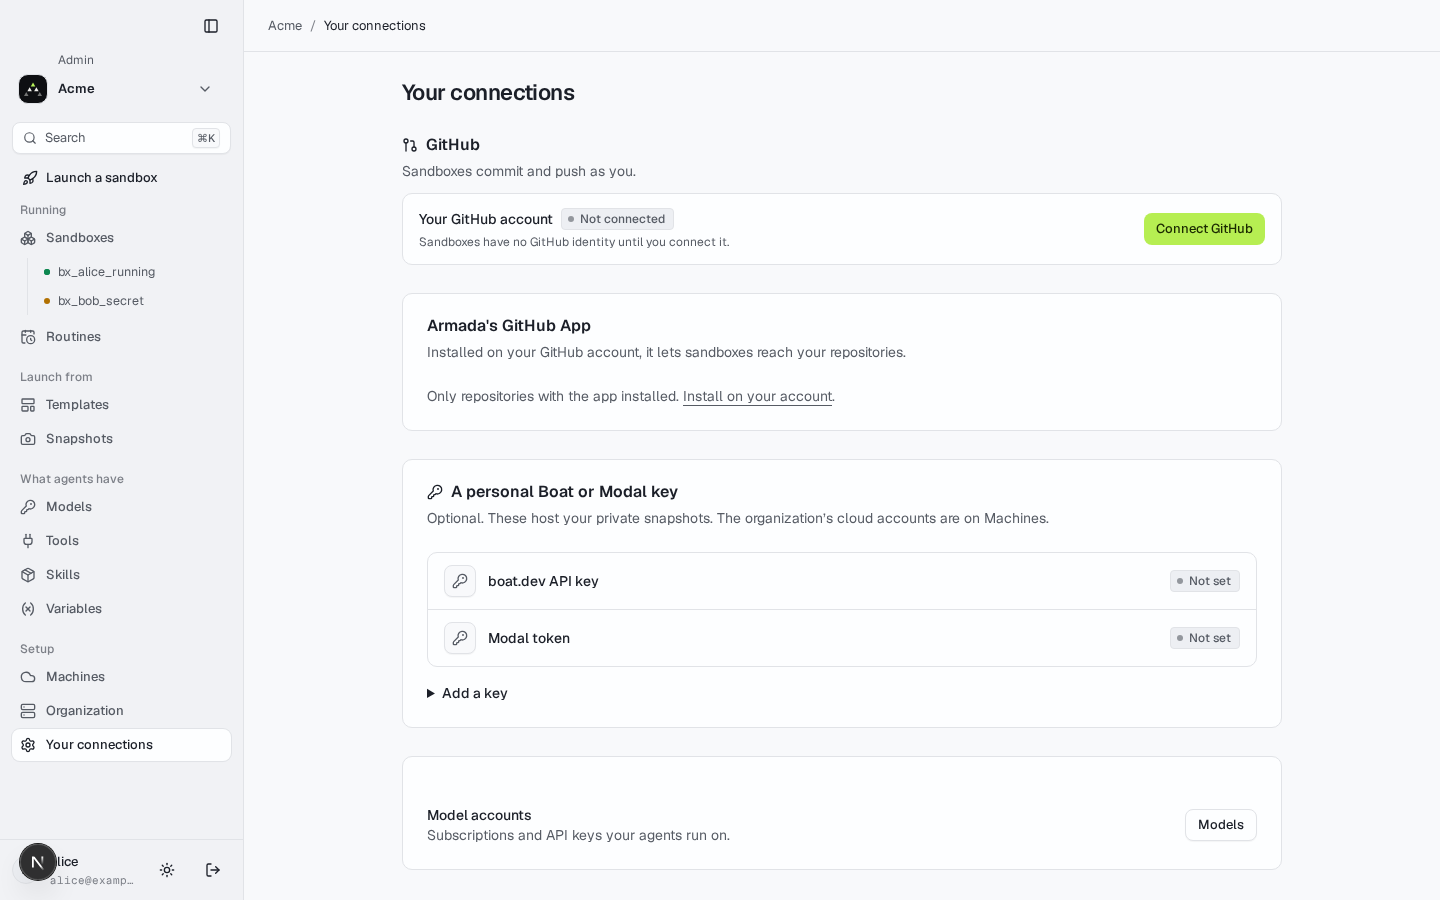 Acme / Your connections
Admin
Acme
Search ⌘K
Launch a sandbox
Running
Sandboxes
bx_alice_running
bx_bob_secret
Routines
Launch from
Templates
Snapshots
What agents have
Models
Tools
Skills
Variables
Setup
Machines
Organization
Your connections
N
lice
alice@examp…
Your connections
GitHub
Sandboxes commit and push as you.
Your GitHub account Not connected
Sandboxes have no GitHub identity until you connect it.
Connect GitHub
Armada's GitHub App
Installed on your GitHub account, it lets sandboxes reach your repositories.
Only repositories with the app installed. Install on your account.
A personal Boat or Modal key
Optional. These host your private snapshots. The organization's cloud accounts are on Machines.
boat.dev API key Not set
Modal token Not set
Add a key
Model accounts
Subscriptions and API keys your agents run on.
Models